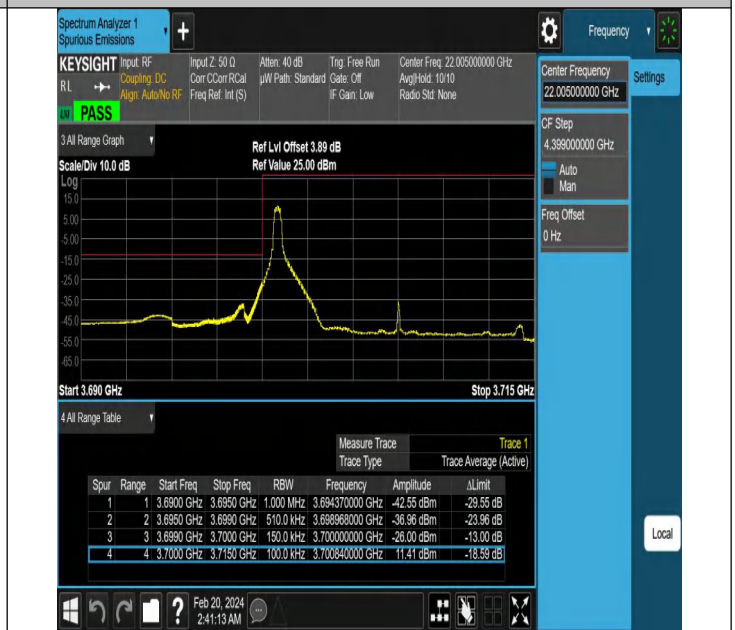 Spectrum Analyzer 1
Spurious Emissions
+
Frequency
KEYSIGHT Input: RF Input Z: 50 Ω Atten: 40 dB Trig: Free Run Center Freq: 22.005000000 GHz
RL Coupling: DC Corr CCorr RCal µW Path: Standard Gate: Off Avg|Hold: 10/10
Align: Auto/No RF Freq Ref: Int (S) IF Gain: Low Radio Std: None
PASS
Center Frequency
22.005000000 GHz
Settings
CF Step
4.399000000 GHz
Auto
Man
Freq Offset
0 Hz
3 All Range Graph
Ref Lvl Offset 3.89 dB
Scale/Div 10.0 dB Ref Value 25.00 dBm
Log
15.0
5.00
-5.00
-15.0
-25.0
-35.0
-45.0
-55.0
-65.0
Start 3.690 GHz Stop 3.715 GHz
4 All Range Table
Measure Trace Trace 1
Trace Type Trace Average (Active)
Spur Range Start Freq Stop Freq RBW Frequency Amplitude ΔLimit
1 1 3.6900 GHz 3.6950 GHz 1.000 MHz 3.694370000 GHz -42.55 dBm -29.55 dB
2 2 3.6950 GHz 3.6990 GHz 510.0 kHz 3.698968000 GHz -36.96 dBm -23.96 dB
3 3 3.6990 GHz 3.7000 GHz 150.0 kHz 3.700000000 GHz -26.00 dBm -13.00 dB
4 4 3.7000 GHz 3.7150 GHz 100.0 kHz 3.700840000 GHz 11.41 dBm -18.59 dB
Local
?
Feb 20, 2024
2:41:13 AM